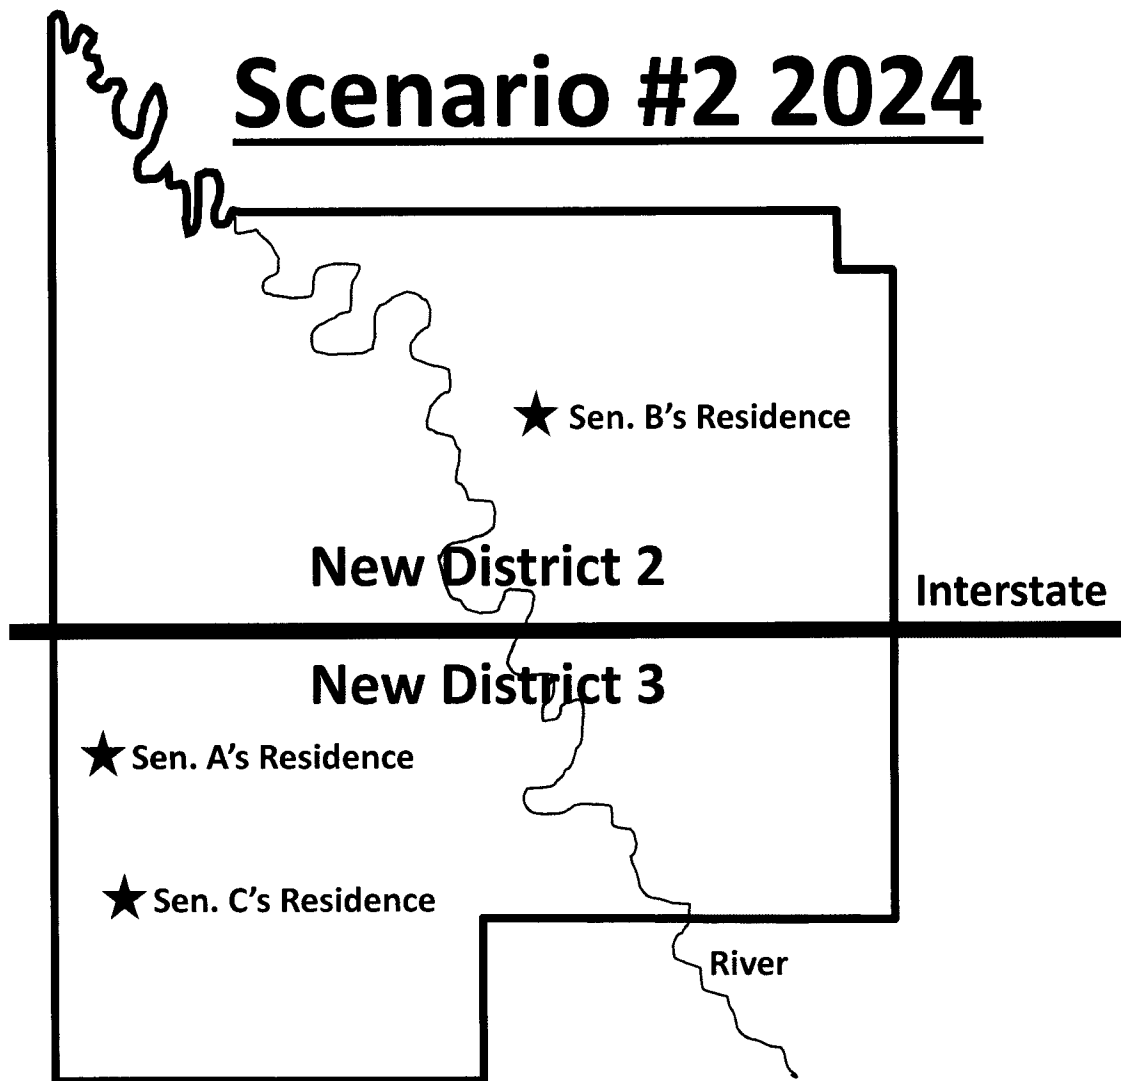 Scenario #2 2024
Sen. B's Residence
New District 2
Interstate
New District 3
Sen. A's Residence
Sen. C's Residence
River